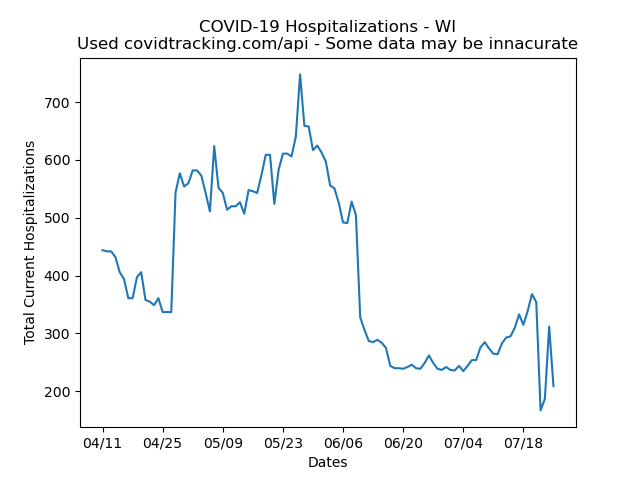 COVID-19 Hospitalizations - WI
Used covidtracking.com/api - Some data may be innacurate
Total Current Hospitalizations
700
600
500
400
300
200
04/11 04/25 05/09 05/23 06/06 06/20 07/04 07/18
Dates